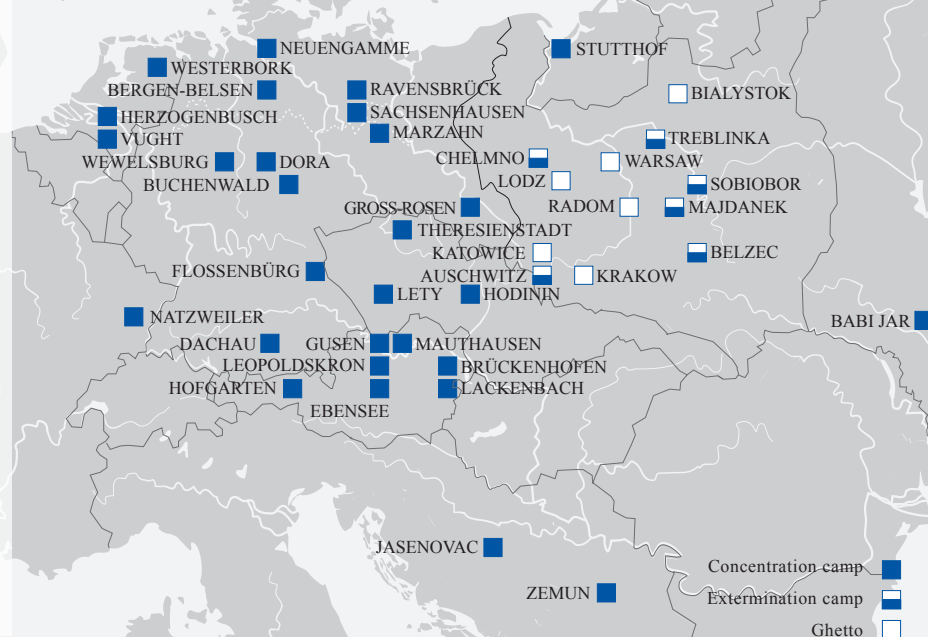 NEUENGAMME
STUTTHOF
WESTERBORK
BERGEN-BELSEN
RAVENSBRÜCK
BIALYSTOK
HERZOGENBUSCH
SACHSENHAUSEN
MARZAHN
VUGHT
TREBLINKA
WEWELSBURG
DORA
CHELMNO
WARSAW
BUCHENWALD
LODZ
SOBIOBOR
GROSS-ROSEN
RADOM
MAJDANEK
THERESIENSTADT
KATOWICE
BELZEC
FLOSSENBÜRG
AUSCHWITZ
KRAKOW
LETY
HODININ
NATZWEILER
BABI JAR
DACHAU
GUSEN
MAUTHAUSEN
LEOPOLDSKRON
BRÜCKENHOFEN
HOFGARTEN
LACKENBACH
EBENSEE
JASENOVAC
Concentration camp
ZEMUN
Extermination camp
Ghetto